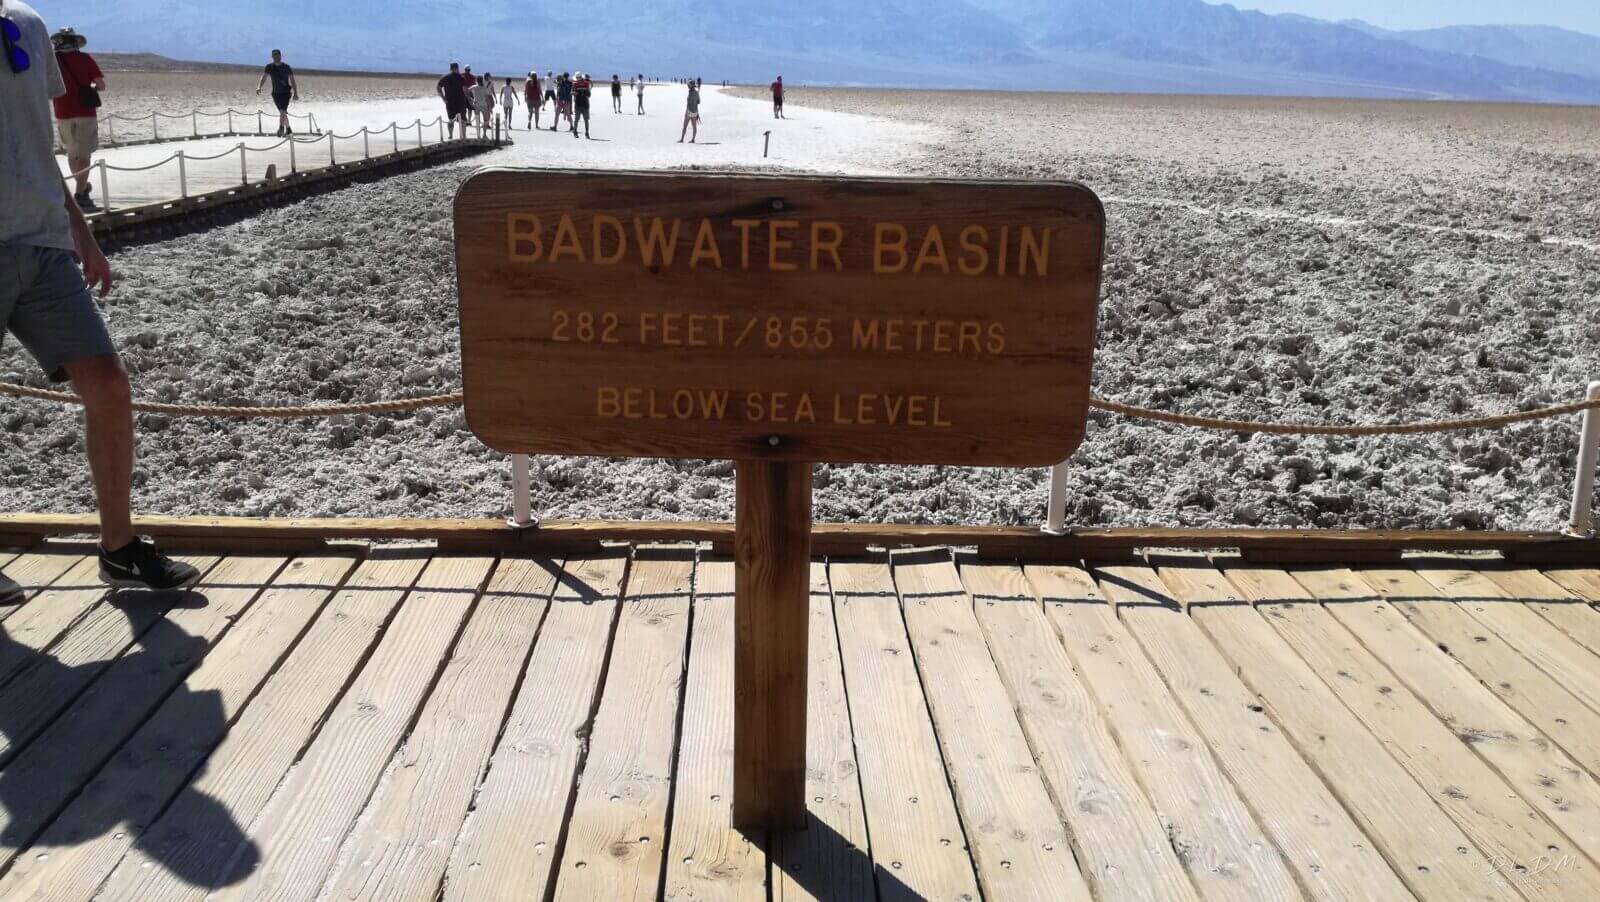 BADWATER BASIN
282 FEET/855 METERS
BELOW SEA LEVEL
© D.L.D.M.